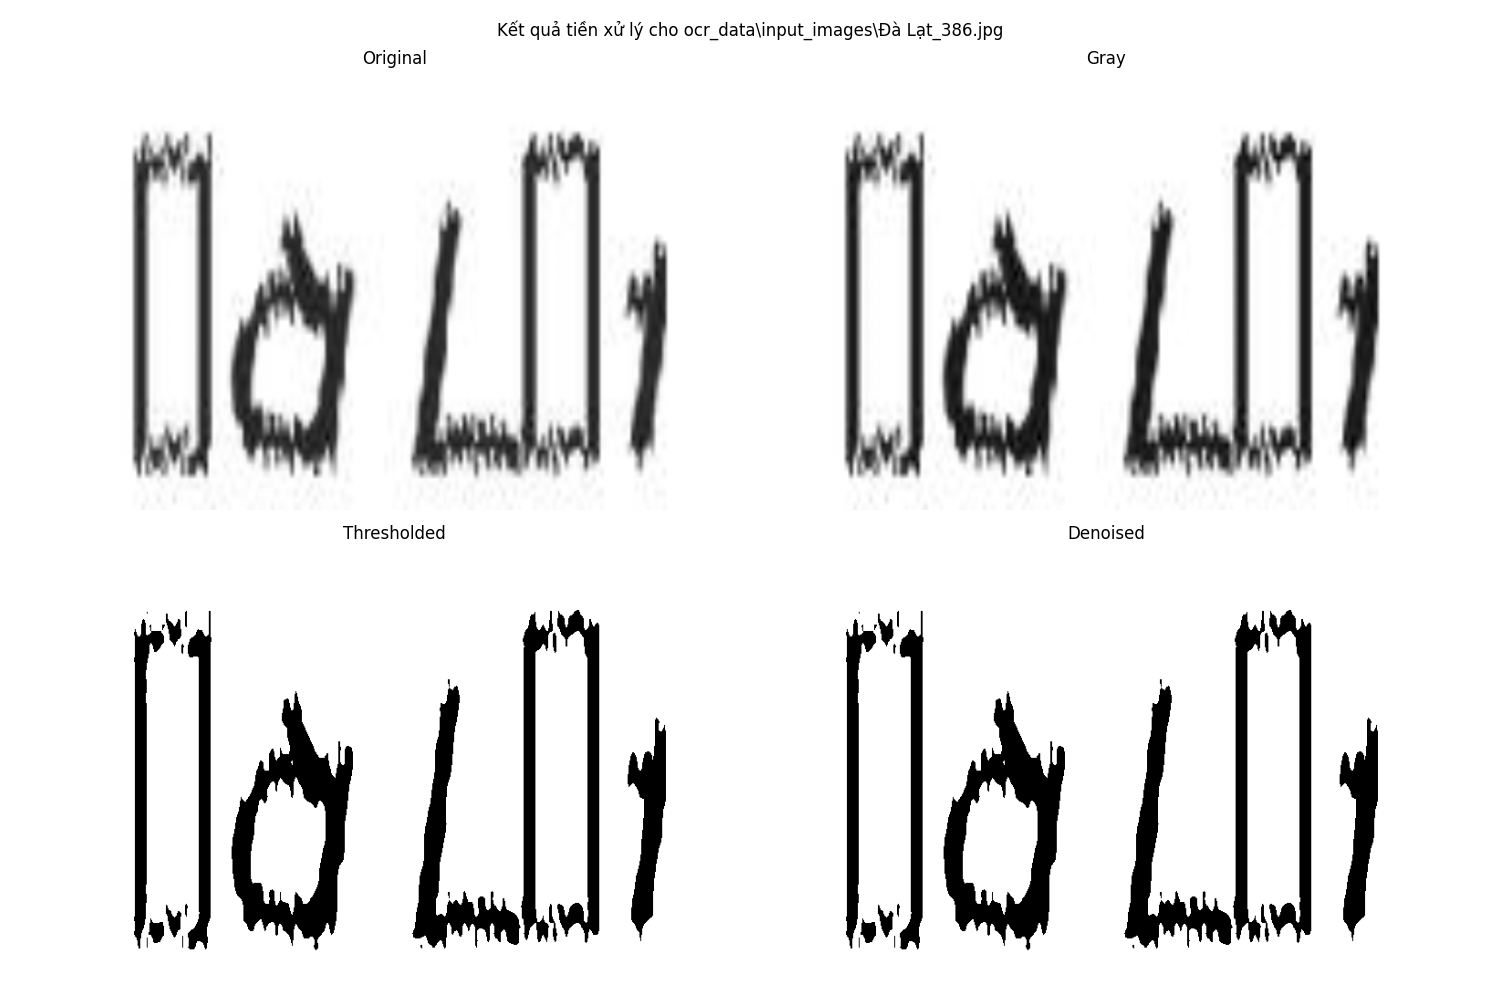 Kết quả tiền xử lý cho ocr_data\input_images\Đà Lạt_386.jpg
Original
Gray
▯à L▯t
▯à L▯t
Thresholded
Denoised
▯à L▯t
▯à L▯t